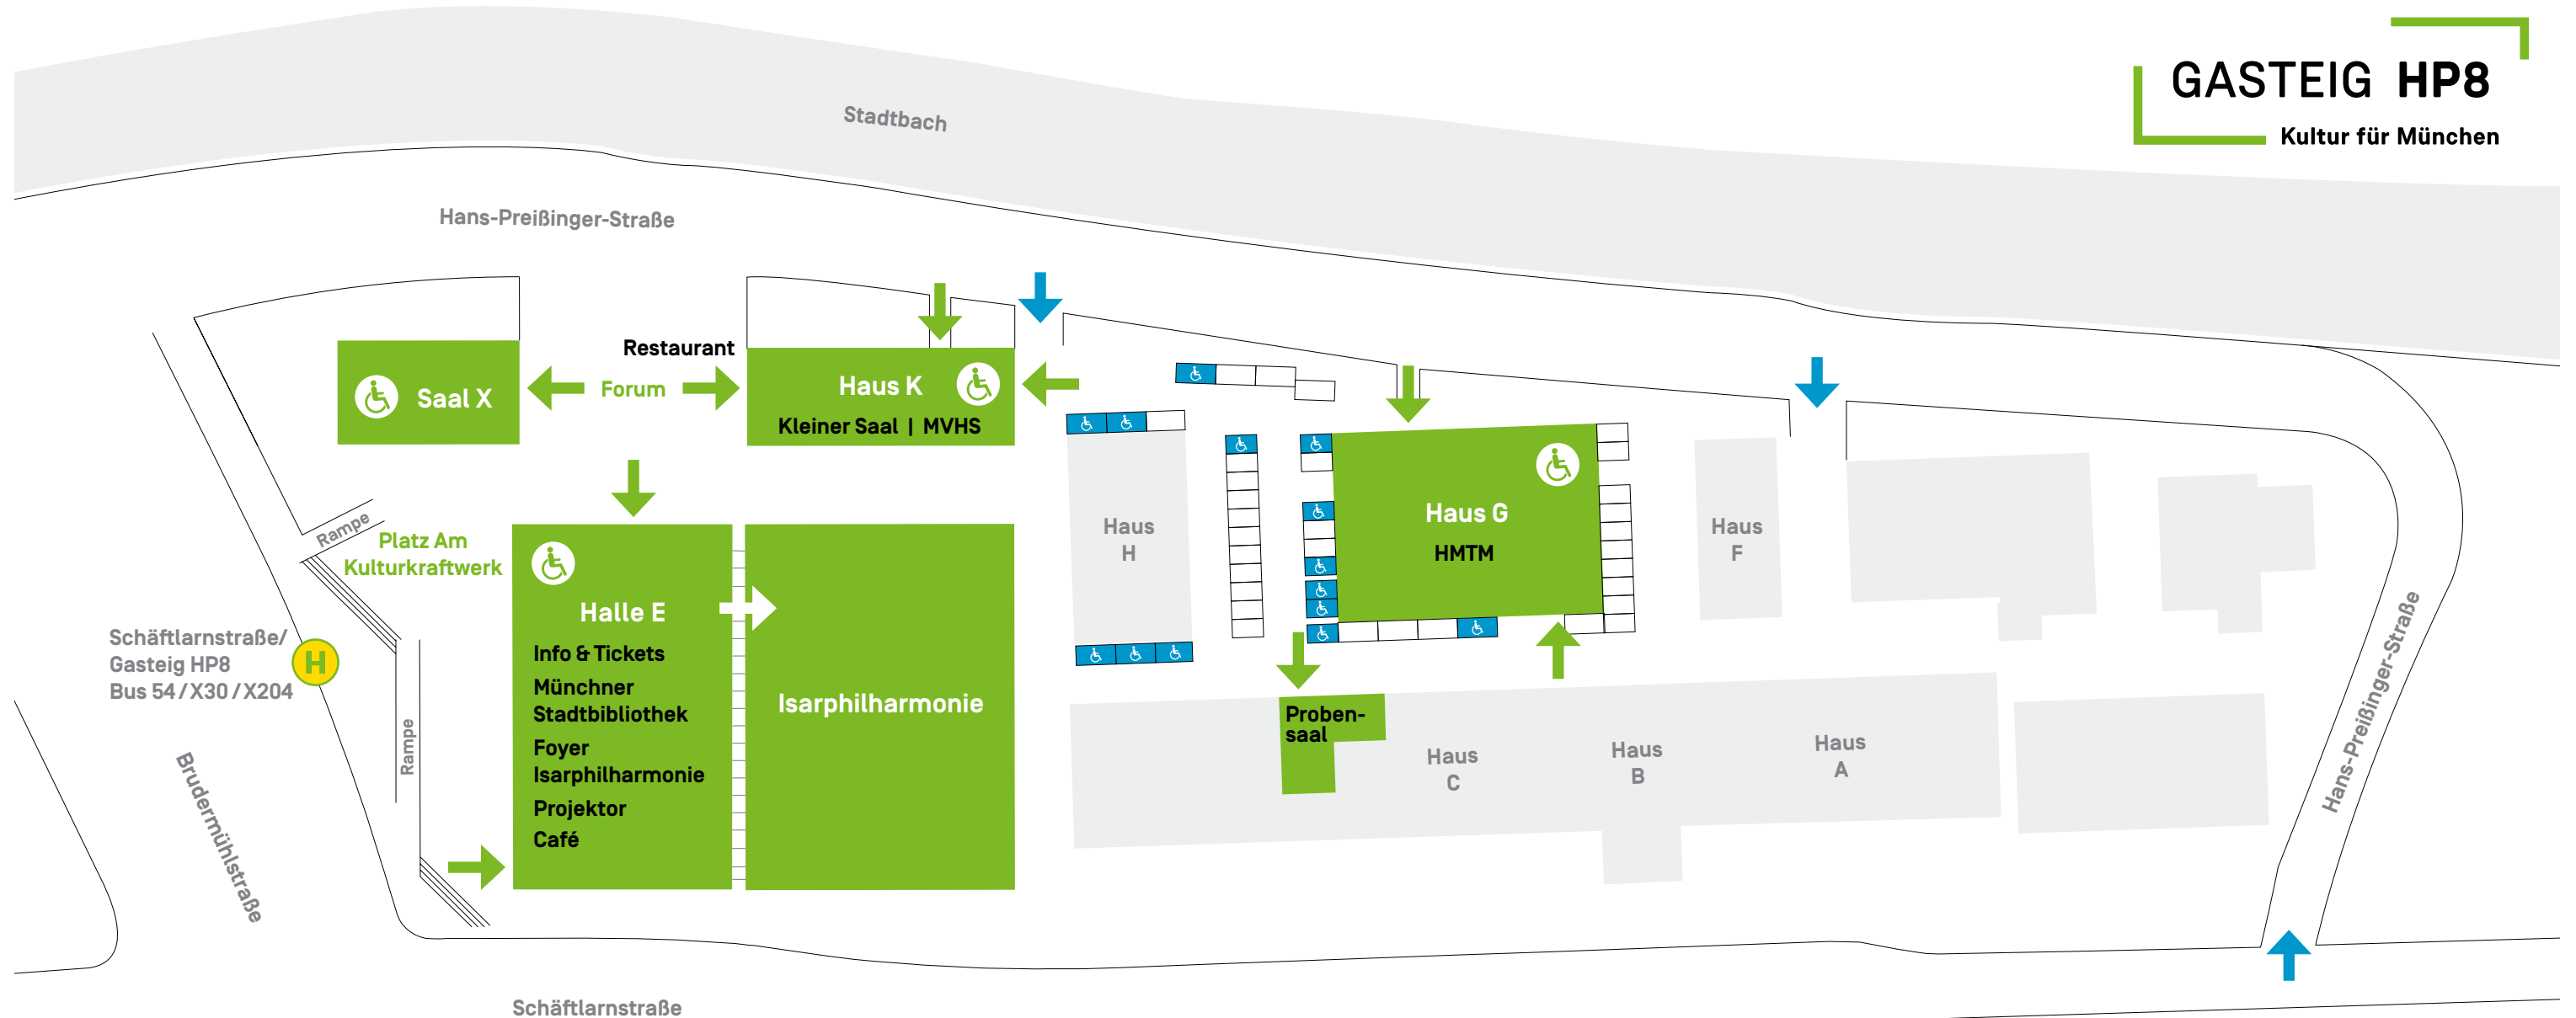 GASTEIG HP8
Kultur für München
Stadtbach
Hans-Preißinger-Straße
Restaurant
Saal X
Forum
Haus K
Kleiner Saal | MVHS
Rampe
Platz Am
Kulturkraftwerk
Halle E
Info & Tickets
Münchner
Stadtbibliothek
Foyer
Isarphilharmonie
Projektor
Café
Isarphilharmonie
Haus
H
Haus G
HMTM
Haus
F
Schäftlarnstraße/
Gasteig HP8
Bus 54/X30/X204
H
Rampe
Brudermühlstraße
Proben-
saal
Haus
C
Haus
B
Haus
A
Hans-Preißinger-Straße
Schäftlarnstraße